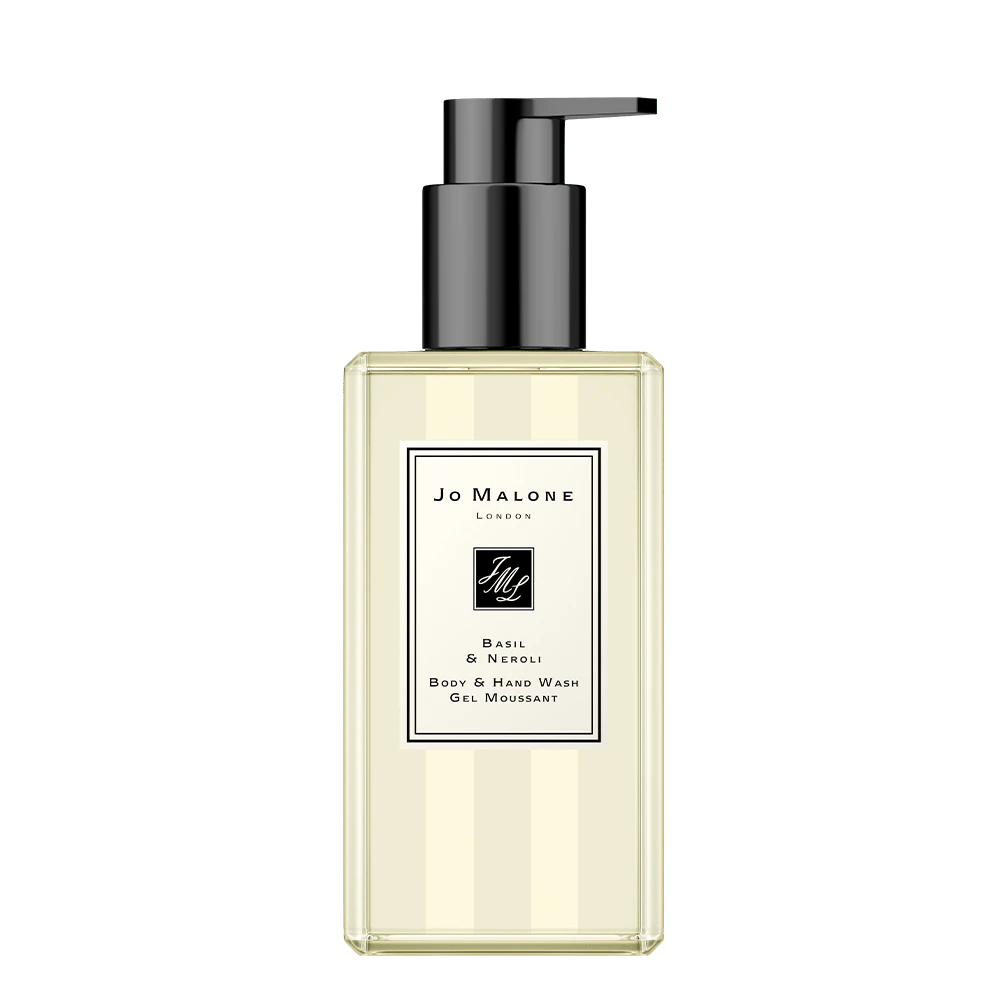 Jo Malone
London
JML
Basil
& Neroli
Body & Hand Wash
Gel Moussant